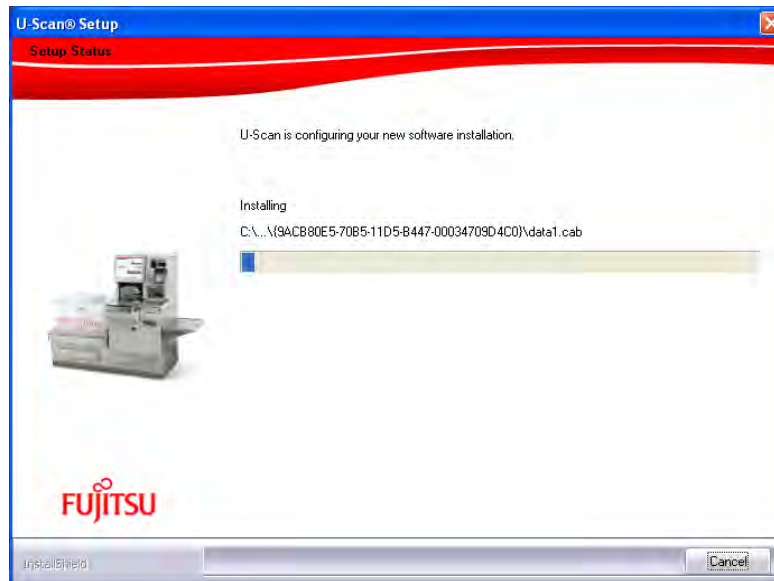 U-Scan® Setup
Setup Status
U-Scan is configuring your new software installation.
Installing
C:\...\{9ACB80E5-70B5-11D5-B447-00034709D4C0}\data1.cab
FUJITSU
InstallShield
Cancel